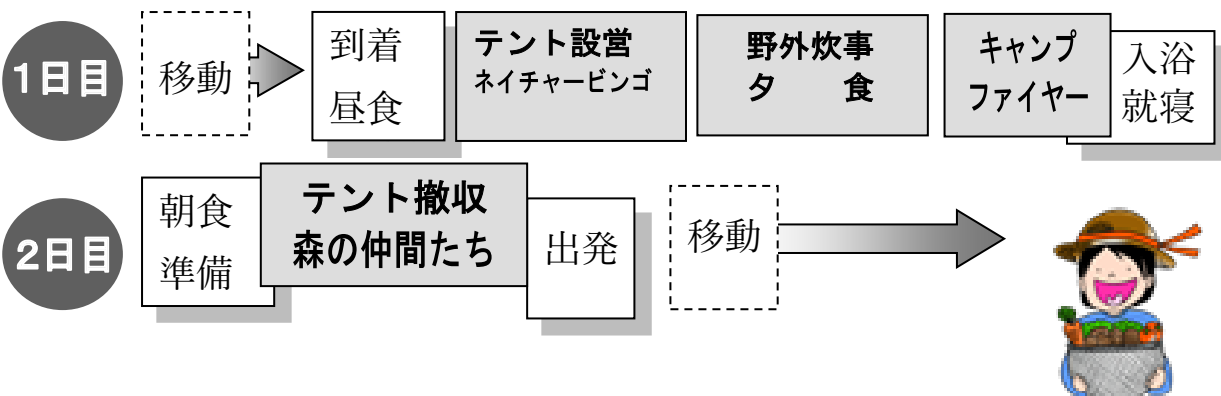 1日目
移動
到着
昼食
テント設営
ネイチャービンゴ
野外炊事
夕　　食
キャンプ
ファイヤー
入浴
就寝
2日目
朝食
準備
テント撤収
森の仲間たち
出発
移動